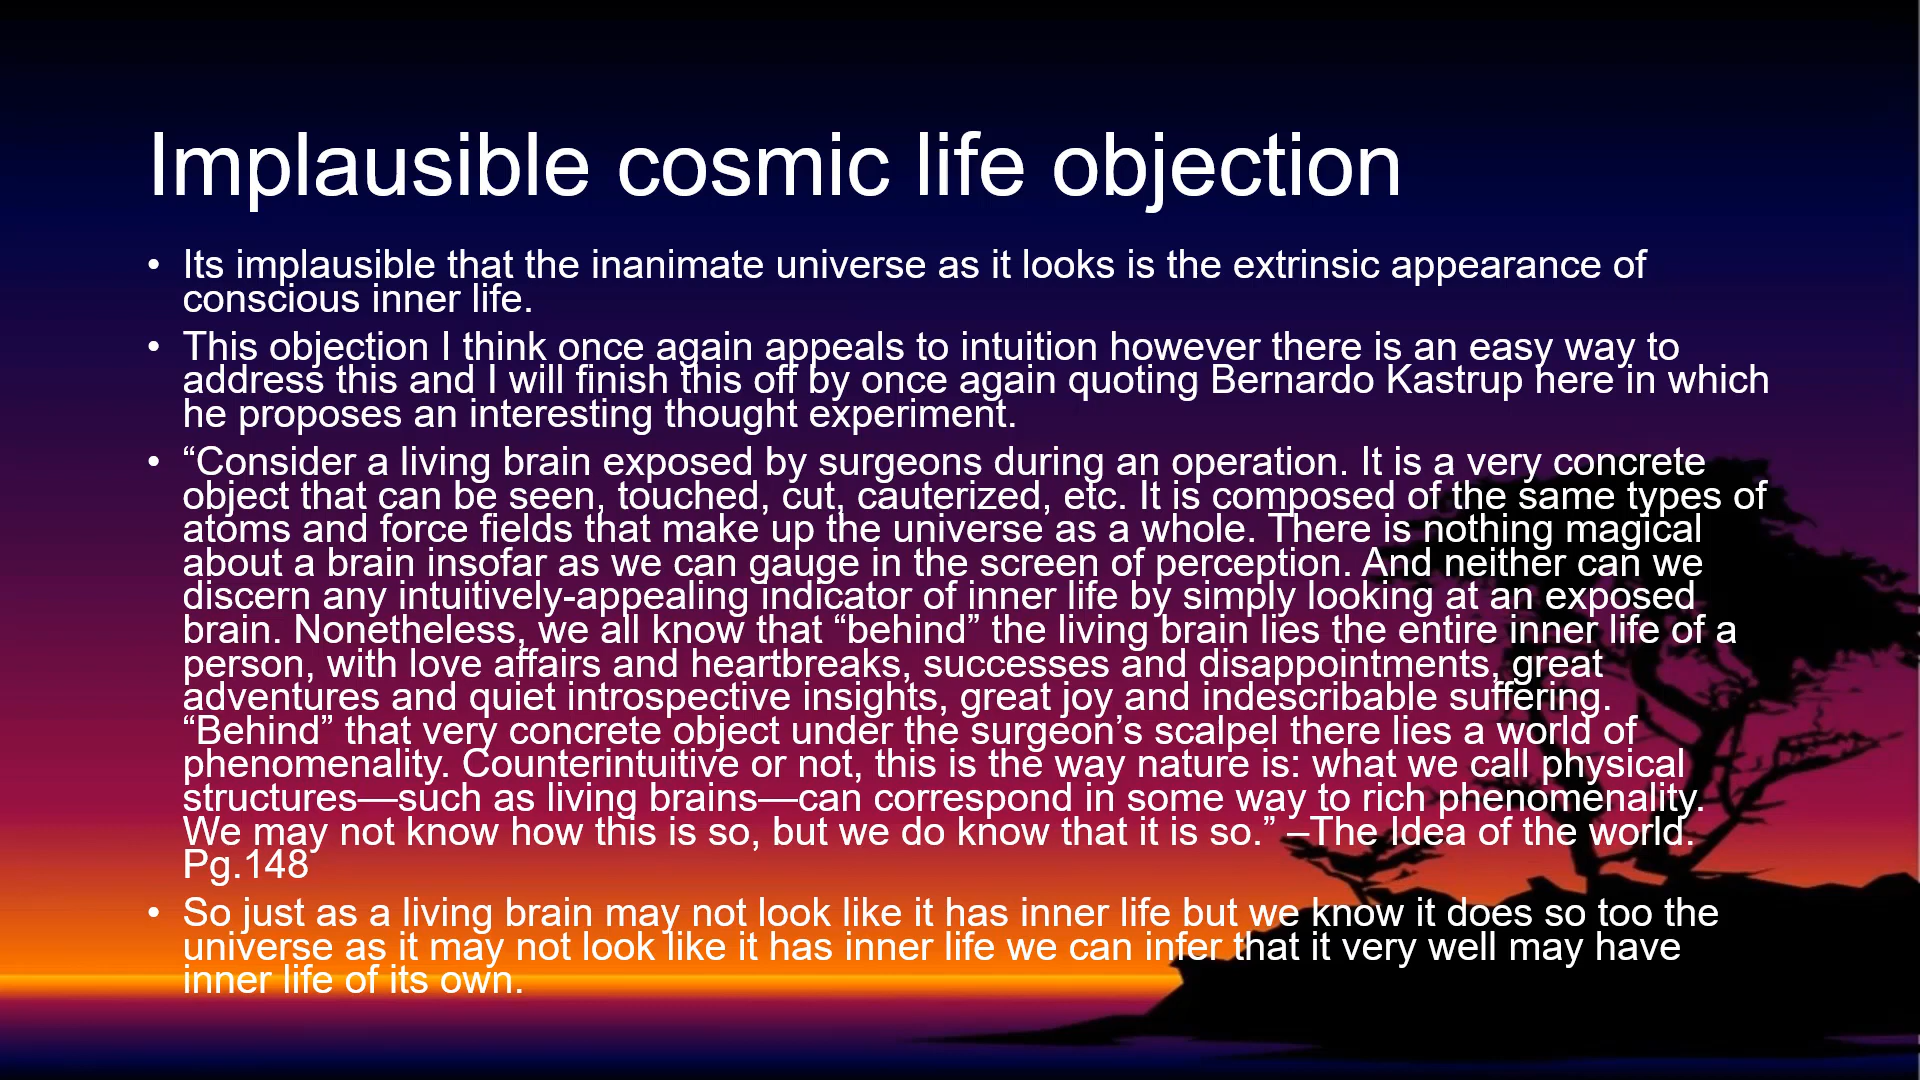 Implausible cosmic life objection
• Its implausible that the inanimate universe as it looks is the extrinsic appearance of
conscious inner life.
• This objection I think once again appeals to intuition however there is an easy way to
address this and I will finish this off by once again quoting Bernardo Kastrup here in which
he proposes an interesting thought experiment.
• “Consider a living brain exposed by surgeons during an operation. It is a very concrete
object that can be seen, touched, cut, cauterized, etc. It is composed of the same types of
atoms and force fields that make up the universe as a whole. There is nothing magical
about a brain insofar as we can gauge in the screen of perception. And neither can we
discern any intuitively-appealing indicator of inner life by simply looking at an exposed
brain. Nonetheless, we all know that “behind” the living brain lies the entire inner life of a
person, with love affairs and heartbreaks, successes and disappointments, great
adventures and quiet introspective insights, great joy and indescribable suffering.
“Behind” that very concrete object under the surgeon’s scalpel there lies a world of
phenomenality. Counterintuitive or not, this is the way nature is: what we call physical
structures—such as living brains—can correspond in some way to rich phenomenality.
We may not know how this is so, but we do know that it is so.” –The Idea of the world.
Pg.148
• So just as a living brain may not look like it has inner life but we know it does so too the
universe as it may not look like it has inner life we can infer that it very well may have
inner life of its own.